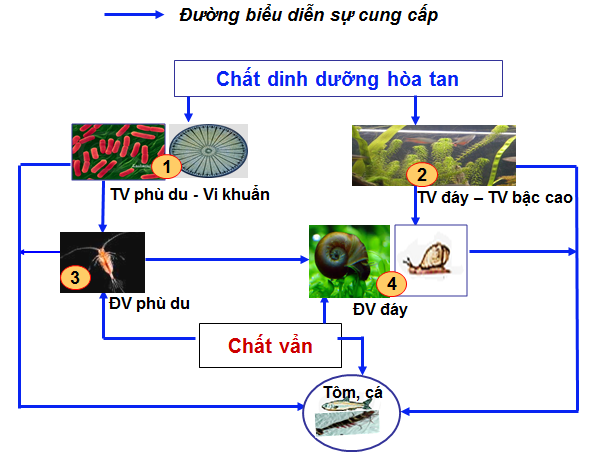 Đường biểu diễn sự cung cấp
Chất dinh dưỡng hòa tan
1
TV phù du - Vi khuẩn
2
TV đáy – TV bậc cao
3
ĐV phù du
4
ĐV đáy
Chất vẩn
Tôm, cá